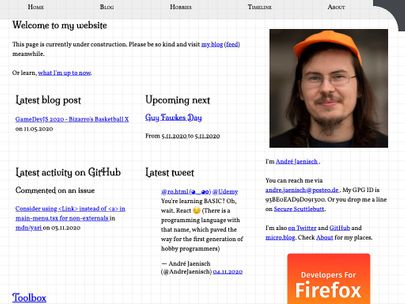 Home Blog Hobbies Timeline About
Welcome to my website
This page is currently under construction. Please be so kind and visit my blog (feed)
meanwhile.
Or learn, what I'm up to now.
Latest blog post
GameDevJS 2020 - Bizarro's Basketball X
on 11.05.2020
Upcoming next
Guy Fawkes Day
From 5.11.2020 to 5.11.2020
Latest activity on GitHub
Commented on an issue
Consider using <Link> instead of <a> in
main-menu.tsx for non-externals in
mdn/yari on 03.11.2020
Latest tweet
@Udemy
You're learning BASIC? Oh,
wait, React 😂 (There is a
programming language with
that name, which paved the
way for the first generation of
hobby programmers)
— André Jaenisch
(@AndreJaenisch) 04.11.2020
Toolbox
I'm André Jaenisch .
You can reach me via
andre.jaenisch@posteo.de . My GPG ID is
Or you drop me a line
on Secure Scuttlebutt.
I'm also on Twitter and GitHub and
micro.blog. Check About for my places.
Developers For
Firefox